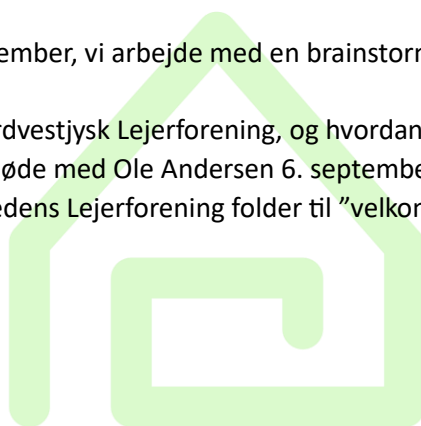 ember, vi arbejde med en brainstorm
rdvestjysk Lejerforening, og hvordan
øde med Ole Andersen 6. septembe
edens Lejerforening folder til ”velkon